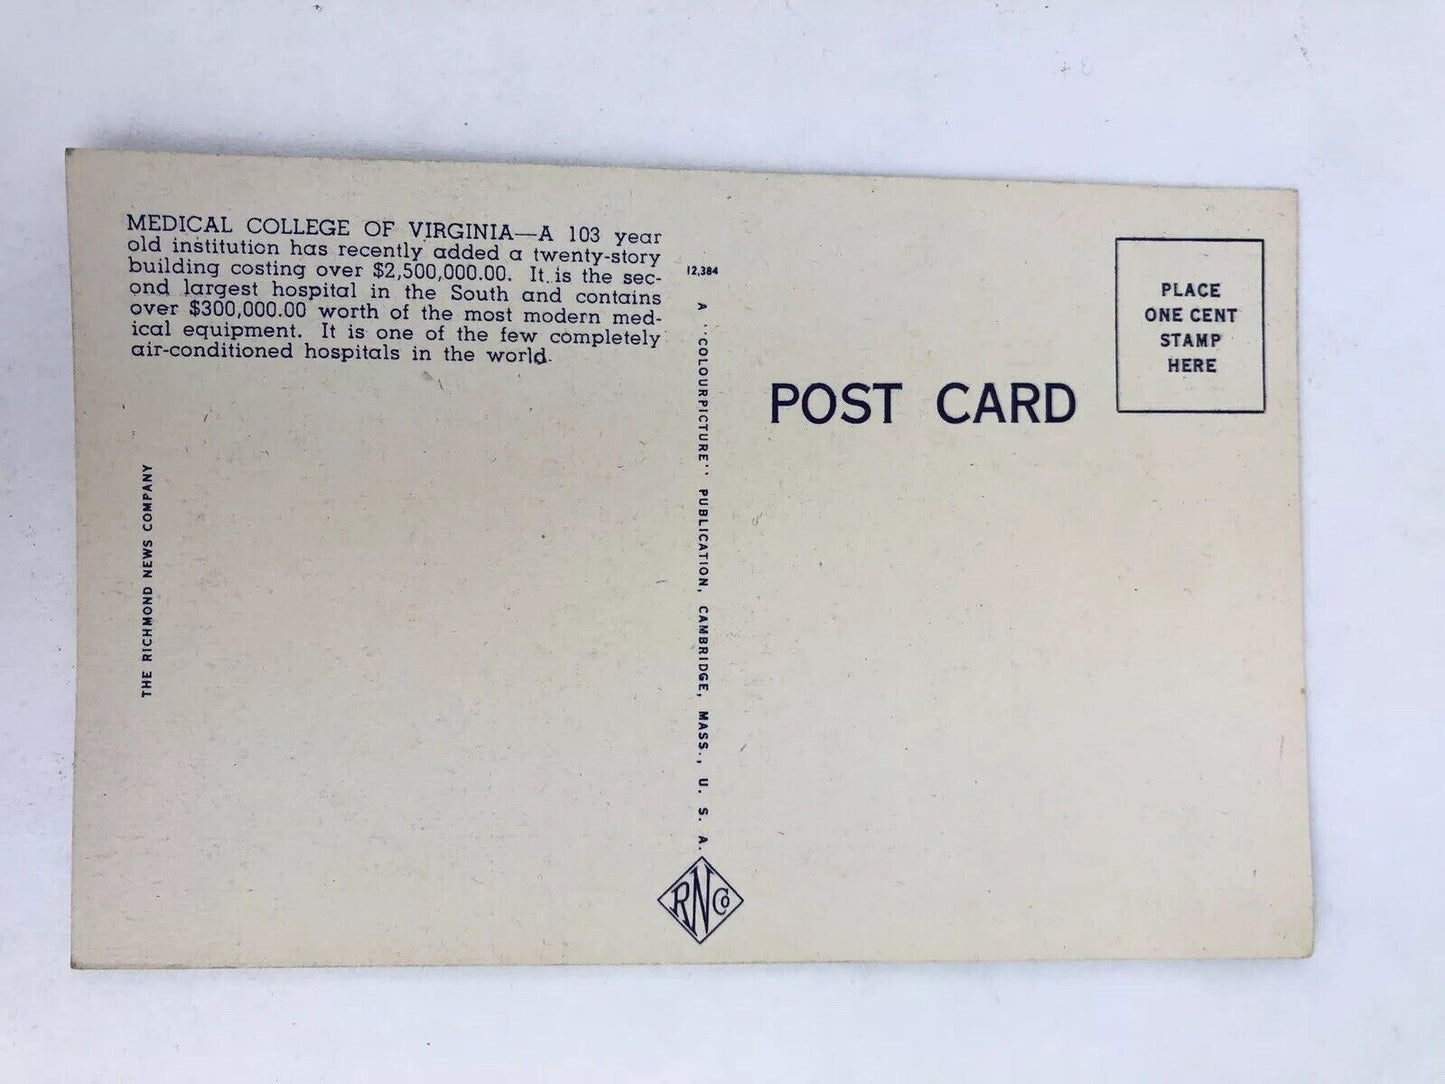 MEDICAL COLLEGE OF VIRGINIA—A 103 year
old institution has recently added a twenty-story
building costing over $2,500,000.00. It is the sec-
ond largest hospital in the South and contains
over $300,000.00 worth of the most modern med-
ical equipment. It is one of the few completely
air-conditioned hospitals in the world.
THE RICHMOND NEWS COMPANY
12,384
A "COLOURPICTURE" PUBLICATION, CAMBRIDGE, MASS., U. S. A.
RNCo
POST CARD
PLACE
ONE CENT
STAMP
HERE